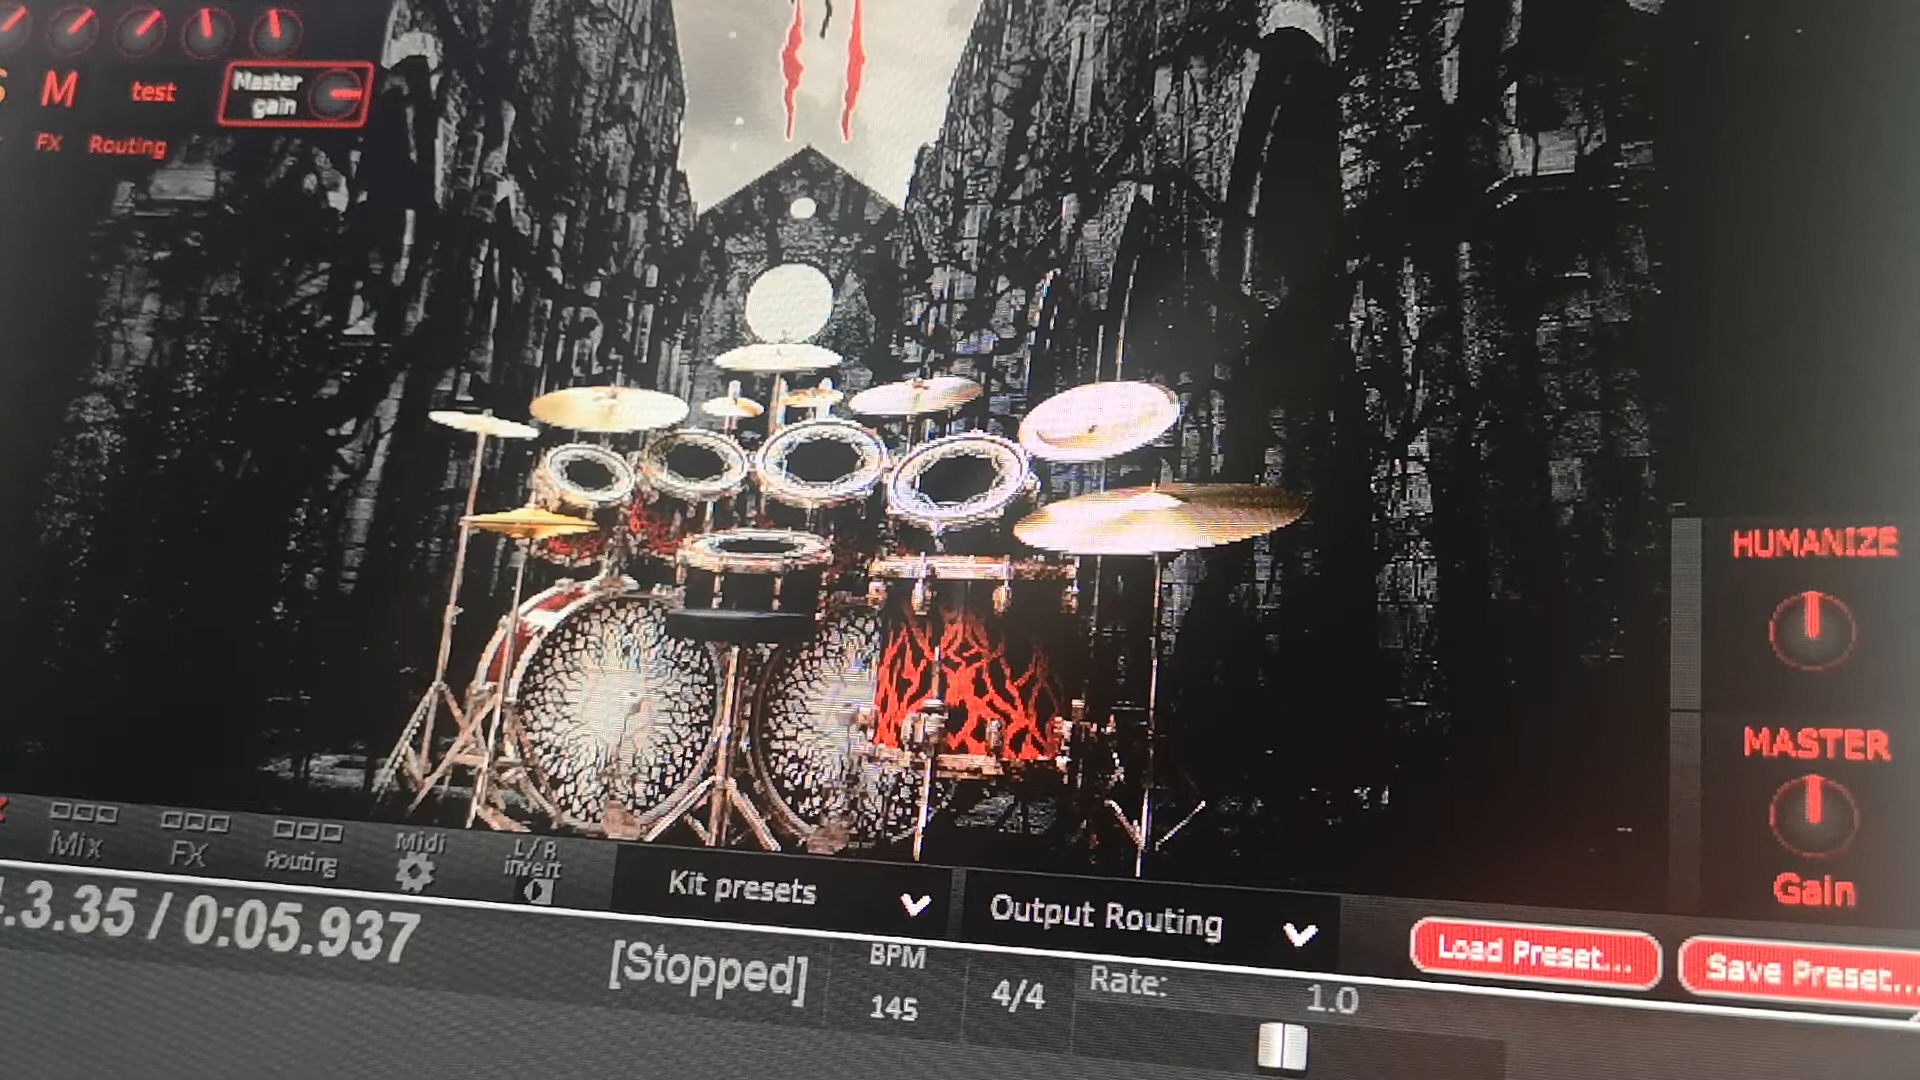 M test Master
gain
FX Routing
HUMANIZE
MASTER
Gain
Mix FX Routing Midi L/R
invert
Kit presets Output Routing Load Preset... Save Preset...
.3.35 / 0:05.937 [Stopped] BPM
145 4/4 Rate: 1.0